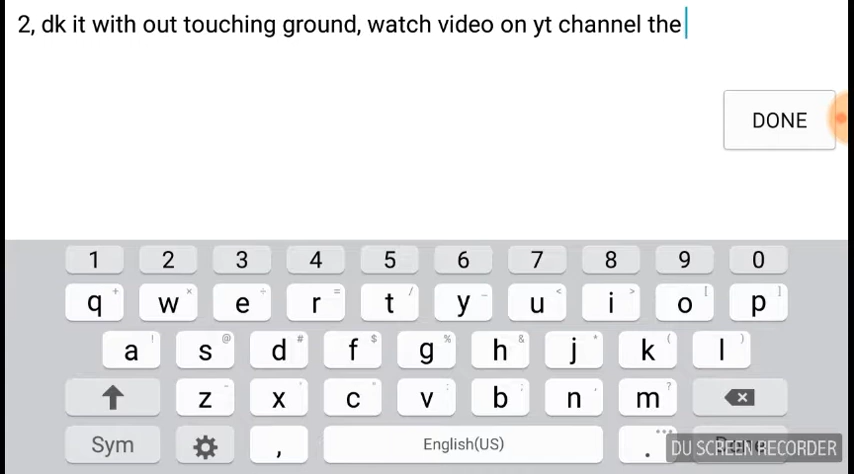 2, dk it with out touching ground, watch video on yt channel the
DONE
1 2 3 4 5 6 7 8 9 0
q + w × e ÷ r = t / y _ u < i > o [ p ]
a ! s @ d # f $ g % h & j * k ( l )
z - x ' c " v : b ; n , m ?
Sym , English(US) . DU SCREEN RECORDER